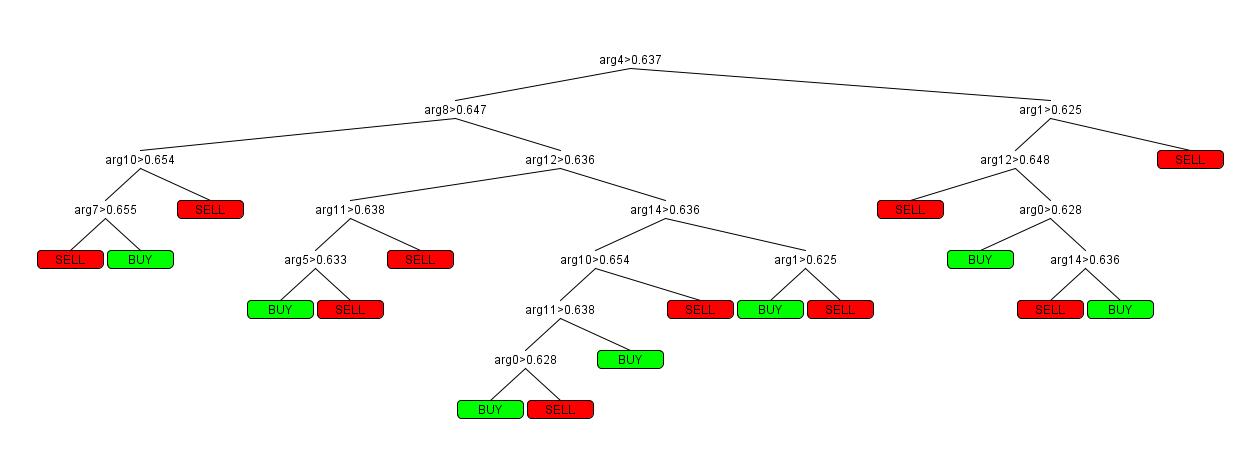 arg4>0.637
arg8>0.647 arg1>0.625
arg10>0.654 arg12>0.636 arg12>0.648 SELL
arg7>0.655 SELL arg11>0.638 arg14>0.636 SELL arg0>0.628
SELL BUY arg5>0.633 SELL arg10>0.654 arg1>0.625 BUY arg14>0.636
BUY SELL arg11>0.638 SELL BUY SELL SELL BUY
arg0>0.628 BUY
BUY SELL